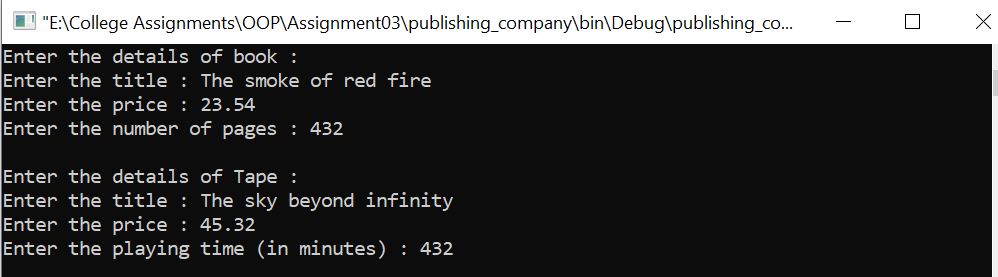 "E:\College Assignments\OOP\Assignment03\publishing_company\bin\Debug\publishing_co...
Enter the details of book :
Enter the title : The smoke of red fire
Enter the price : 23.54
Enter the number of pages : 432
Enter the details of Tape :
Enter the title : The sky beyond infinity
Enter the price : 45.32
Enter the playing time (in minutes) : 432